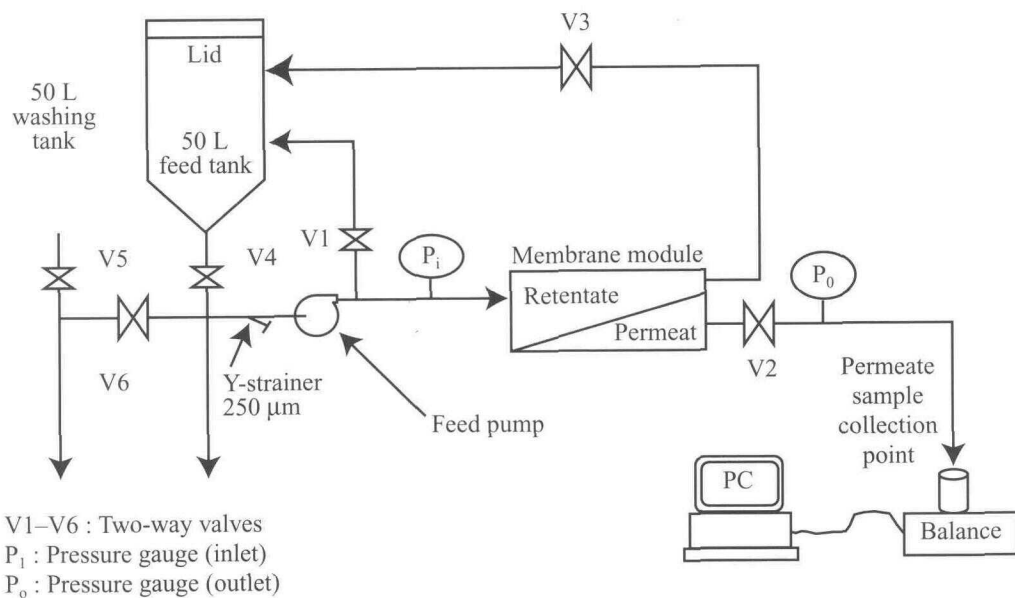 V3
Lid
50 L
washing
tank
50 L
feed tank
V1
V5
V4
Pi
Membrane module
P0
Retentate
Permeat
V2
V6
Y-strainer
250 μm
Feed pump
Permeate
sample
collection
point
PC
Balance
V1–V6 : Two-way valves
P1 : Pressure gauge (inlet)
Po : Pressure gauge (outlet)